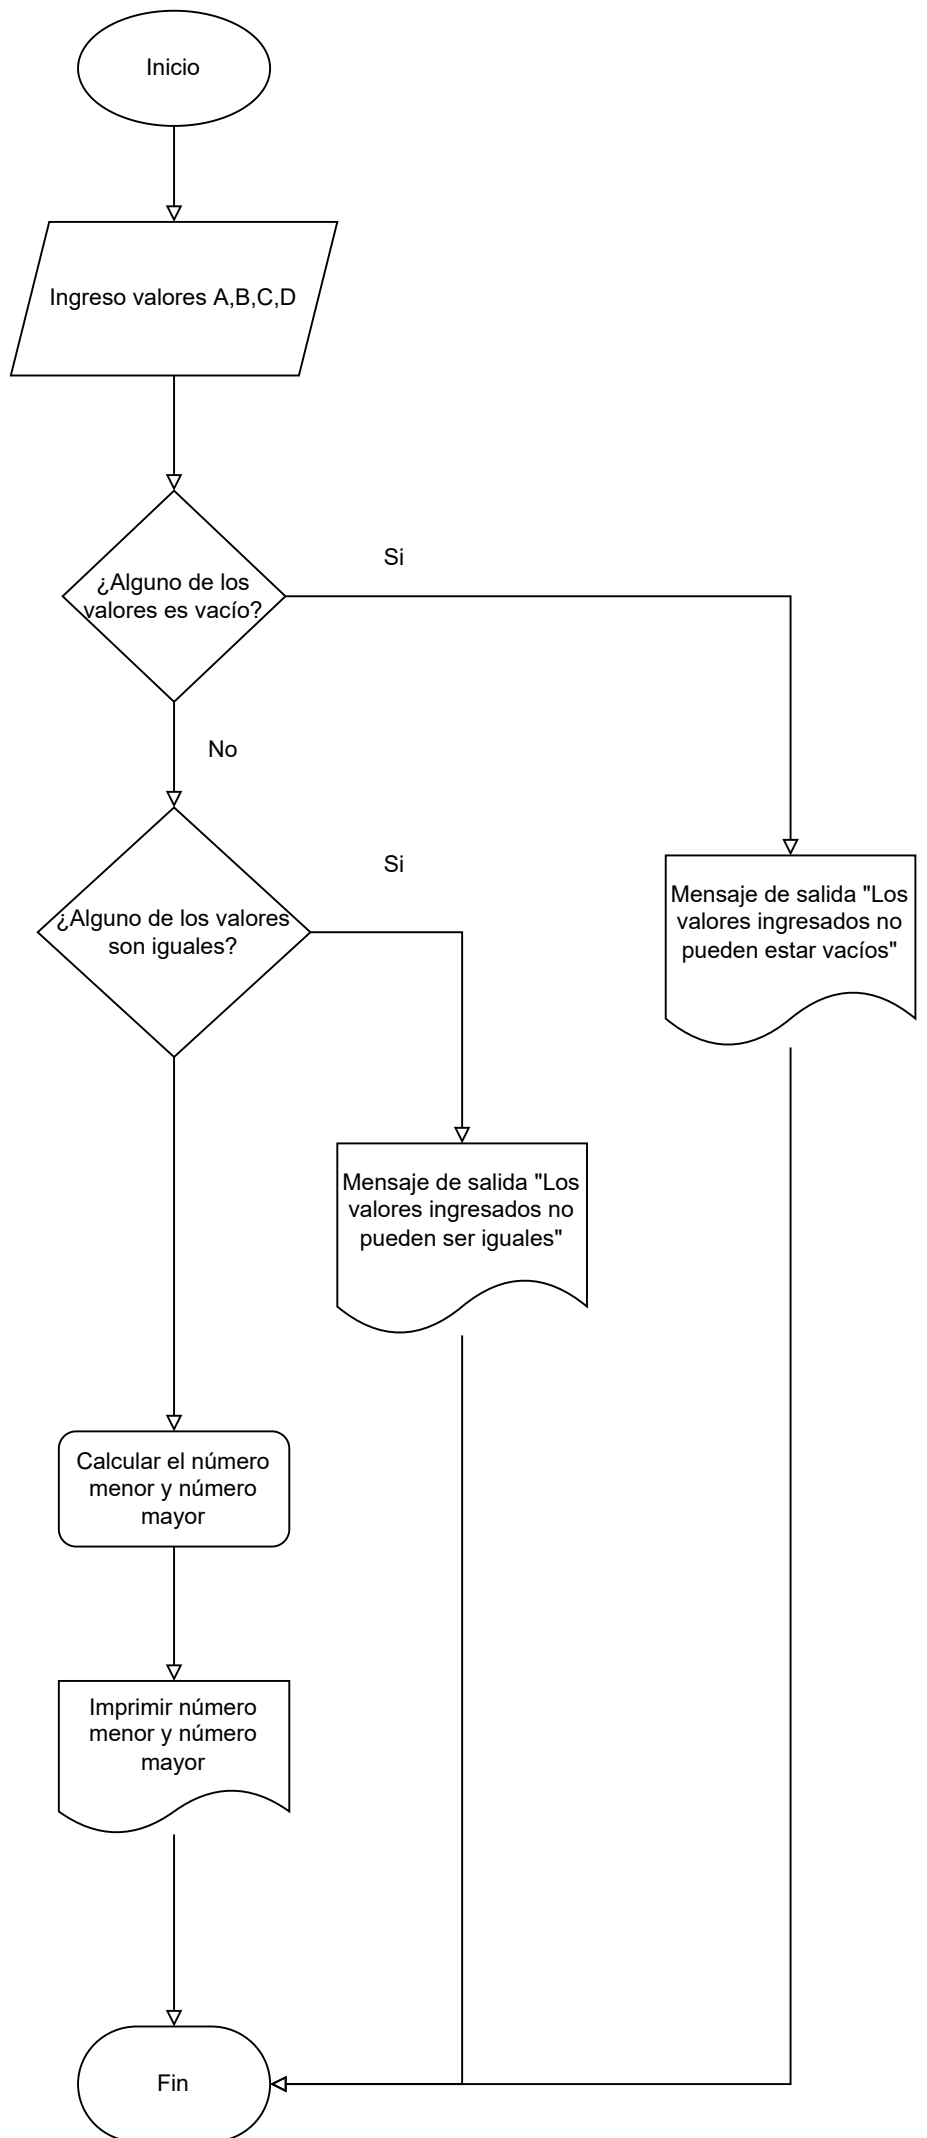 Inicio
Ingreso valores A,B,C,D
¿Alguno de los
valores es vacío?
Si
No
¿Alguno de los valores
son iguales?
Si
Mensaje de salida "Los
valores ingresados no
pueden estar vacíos"
Mensaje de salida "Los
valores ingresados no
pueden ser iguales"
Calcular el número
menor y número
mayor
Imprimir número
menor y número
mayor
Fin